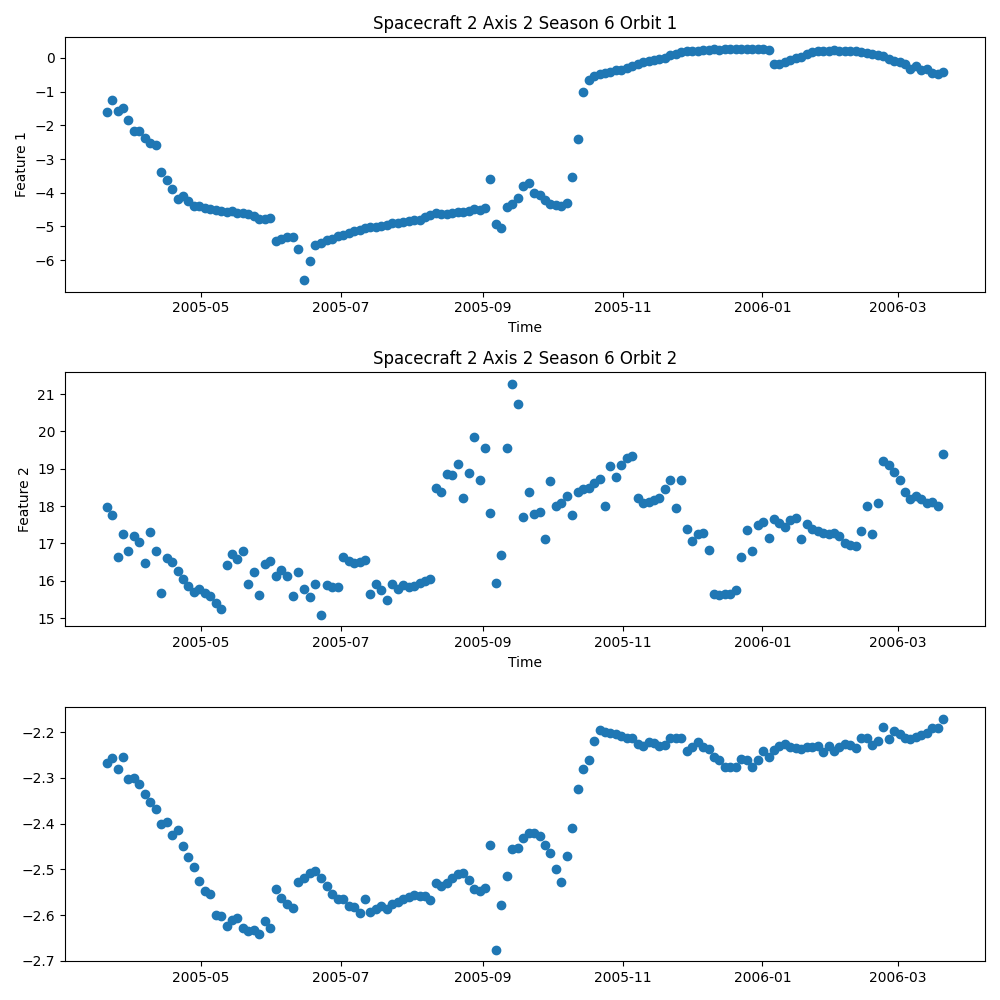 Spacecraft 2 Axis 2 Season 6 Orbit 1
0
−1
−2
−3
−4
−5
−6
Feature 1
2005-05 2005-07 2005-09 2005-11 2006-01 2006-03
Time
Spacecraft 2 Axis 2 Season 6 Orbit 2
21
20
19
18
17
16
15
Feature 2
2005-05 2005-07 2005-09 2005-11 2006-01 2006-03
Time
−2.2
−2.3
−2.4
−2.5
−2.6
−2.7
2005-05 2005-07 2005-09 2005-11 2006-01 2006-03